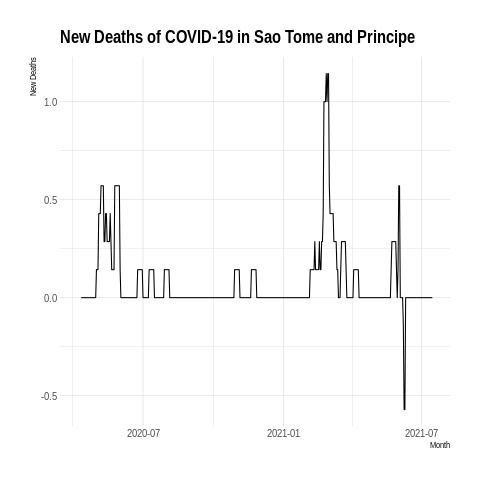 New Deaths of COVID-19 in Sao Tome and Principe
New Deaths
1.0
0.5
0.0
-0.5
2020-07
2021-01
2021-07
Month